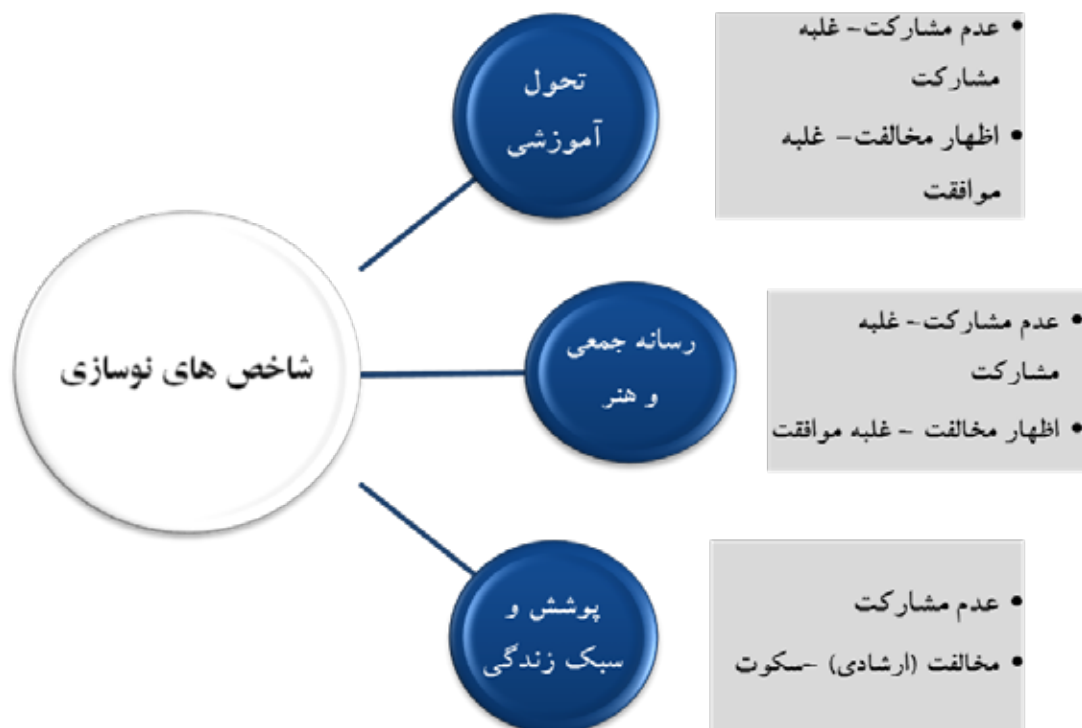 شاخص های نوسازی
تحول
آموزشی
• عدم مشارکت- غلبه
مشارکت
• اظهار مخالفت- غلبه
موافقت
رسانه جمعی
و هنر
• عدم مشارکت- غلبه
مشارکت
• اظهار مخالفت - غلبه موافقت
پوشش و
سبک زندگی
• عدم مشارکت
• مخالفت (ارشادی) -سکوت